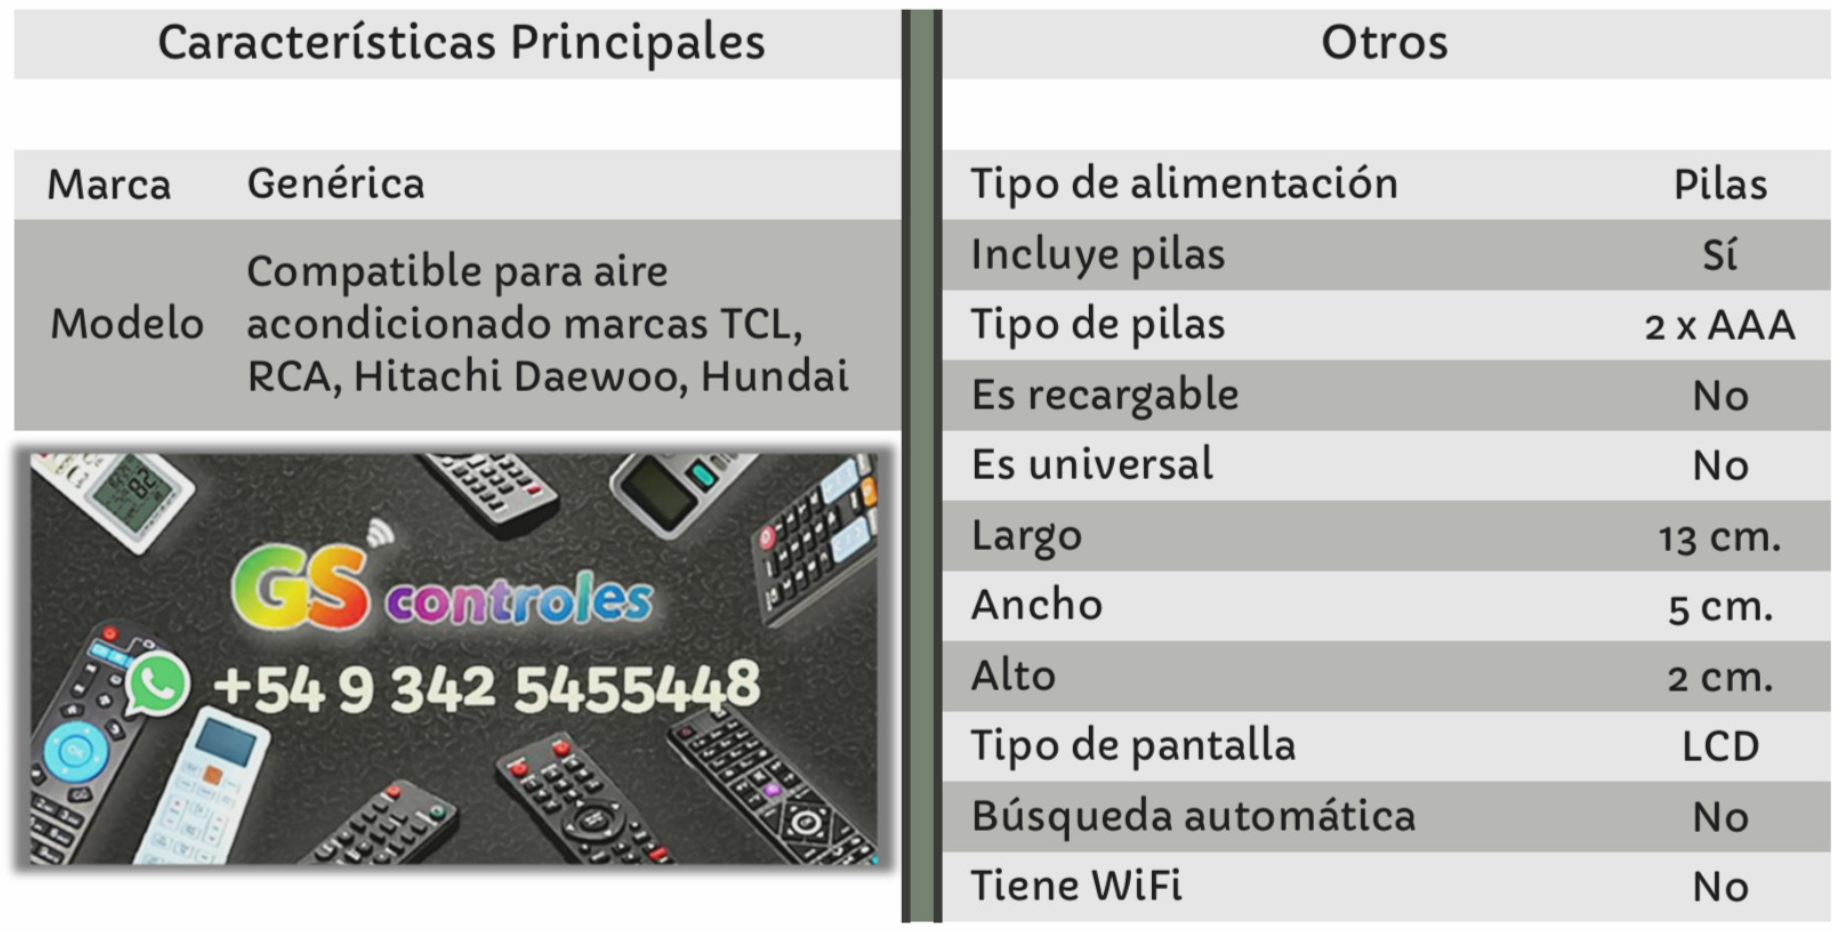 Características Principales
Marca Genérica
Modelo
Compatible para aire
acondicionado marcas TCL,
RCA, Hitachi Daewoo, Hundai
GS controles
+54 9 342 5455448
Otros
Tipo de alimentación Pilas
Incluye pilas Sí
Tipo de pilas 2 x AAA
Es recargable No
Es universal No
Largo 13 cm.
Ancho 5 cm.
Alto 2 cm.
Tipo de pantalla LCD
Búsqueda automática No
Tiene WiFi No